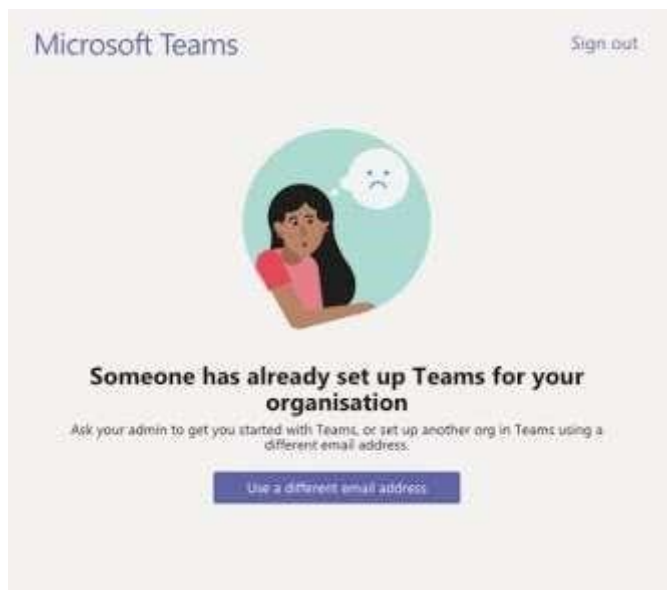 Microsoft Teams
Sign out
Someone has already set up Teams for your
organisation
Ask your admin to get you started with Teams, or set up another org in Teams using a
different email address.
Use a different email address